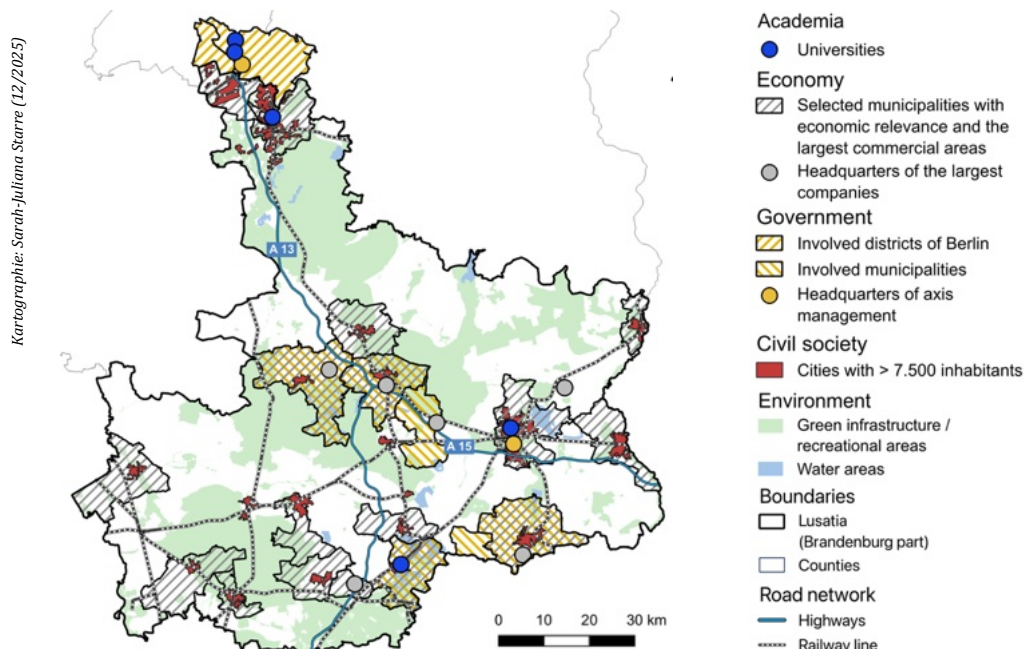 Kartographie: Sarah-Juliana Starre (12/2025)
A 13
A 15
0 10 20 30 km
Academia
Universities
Economy
Selected municipalities with
economic relevance and the
largest commercial areas
Headquarters of the largest
companies
Government
Involved districts of Berlin
Involved municipalities
Headquarters of axis
management
Civil society
Cities with > 7.500 inhabitants
Environment
Green infrastructure /
recreational areas
Water areas
Boundaries
Lusatia
(Brandenburg part)
Counties
Road network
Highways
Railway line